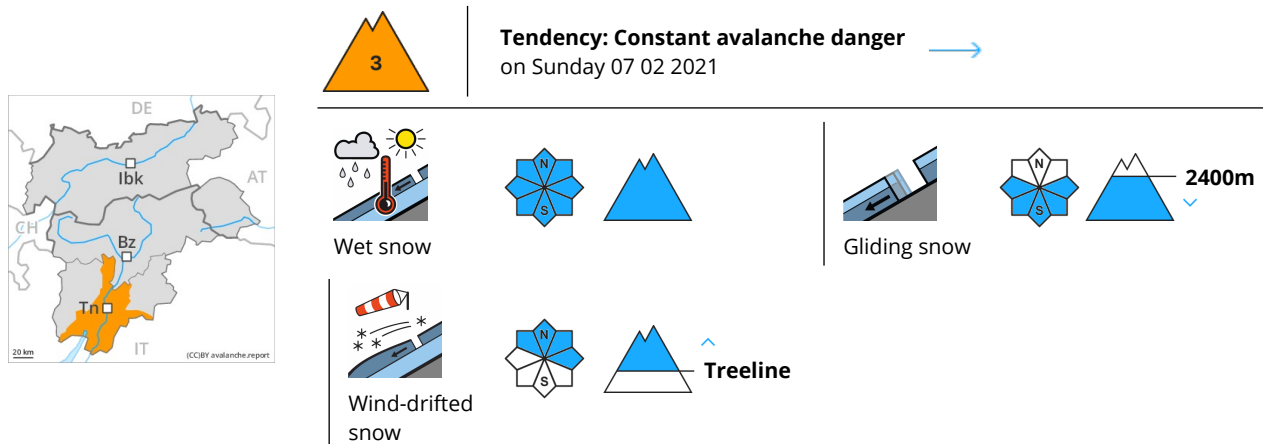 3
Tendency: Constant avalanche danger
on Sunday 07 02 2021
DE
Ibk
AT
CH
Bz
Tn
IT
20 km
(CC)BY avalanche.report
N
S
Wet snow
N
S
2400m
Gliding snow
N
S
Treeline
Wind-drifted
snow